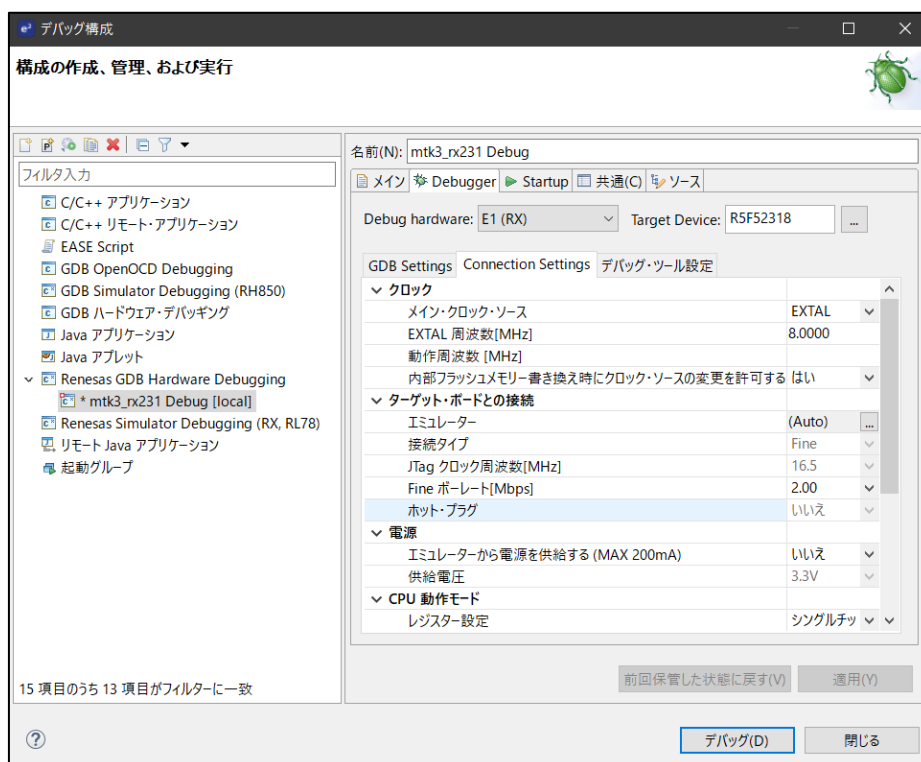 e² デバッグ構成
構成の作成、管理、および実行
フィルタ入力
C/C++ アプリケーション
C/C++ リモート・アプリケーション
EASE Script
GDB OpenOCD Debugging
GDB Simulator Debugging (RH850)
GDB ハードウェア・デバッギング
Java アプリケーション
Java アプレット
Renesas GDB Hardware Debugging
* mtk3_rx231 Debug [local]
Renesas Simulator Debugging (RX, RL78)
リモート Java アプリケーション
起動グループ
15 項目のうち 13 項目がフィルターに一致
名前(N): mtk3_rx231 Debug
メイン Debugger Startup 共通(C) ソース
Debug hardware: E1 (RX) Target Device: R5F52318 ...
GDB Settings Connection Settings デバッグ・ツール設定
クロック
メイン・クロック・ソース EXTAL
EXTAL 周波数[MHz] 8.0000
動作周波数 [MHz]
内部フラッシュメモリー書き換え時にクロック・ソースの変更を許可する はい
ターゲット・ボードとの接続
エミュレーター (Auto) ...
接続タイプ Fine
JTag クロック周波数[MHz] 16.5
Fine ボーレート[Mbps] 2.00
ホット・プラグ いいえ
電源
エミュレーターから電源を供給する (MAX 200mA) いいえ
供給電圧 3.3V
CPU 動作モード
レジスター設定 シングルチッ
前回保管した状態に戻す(V) 適用(Y)
? デバッグ(D) 閉じる